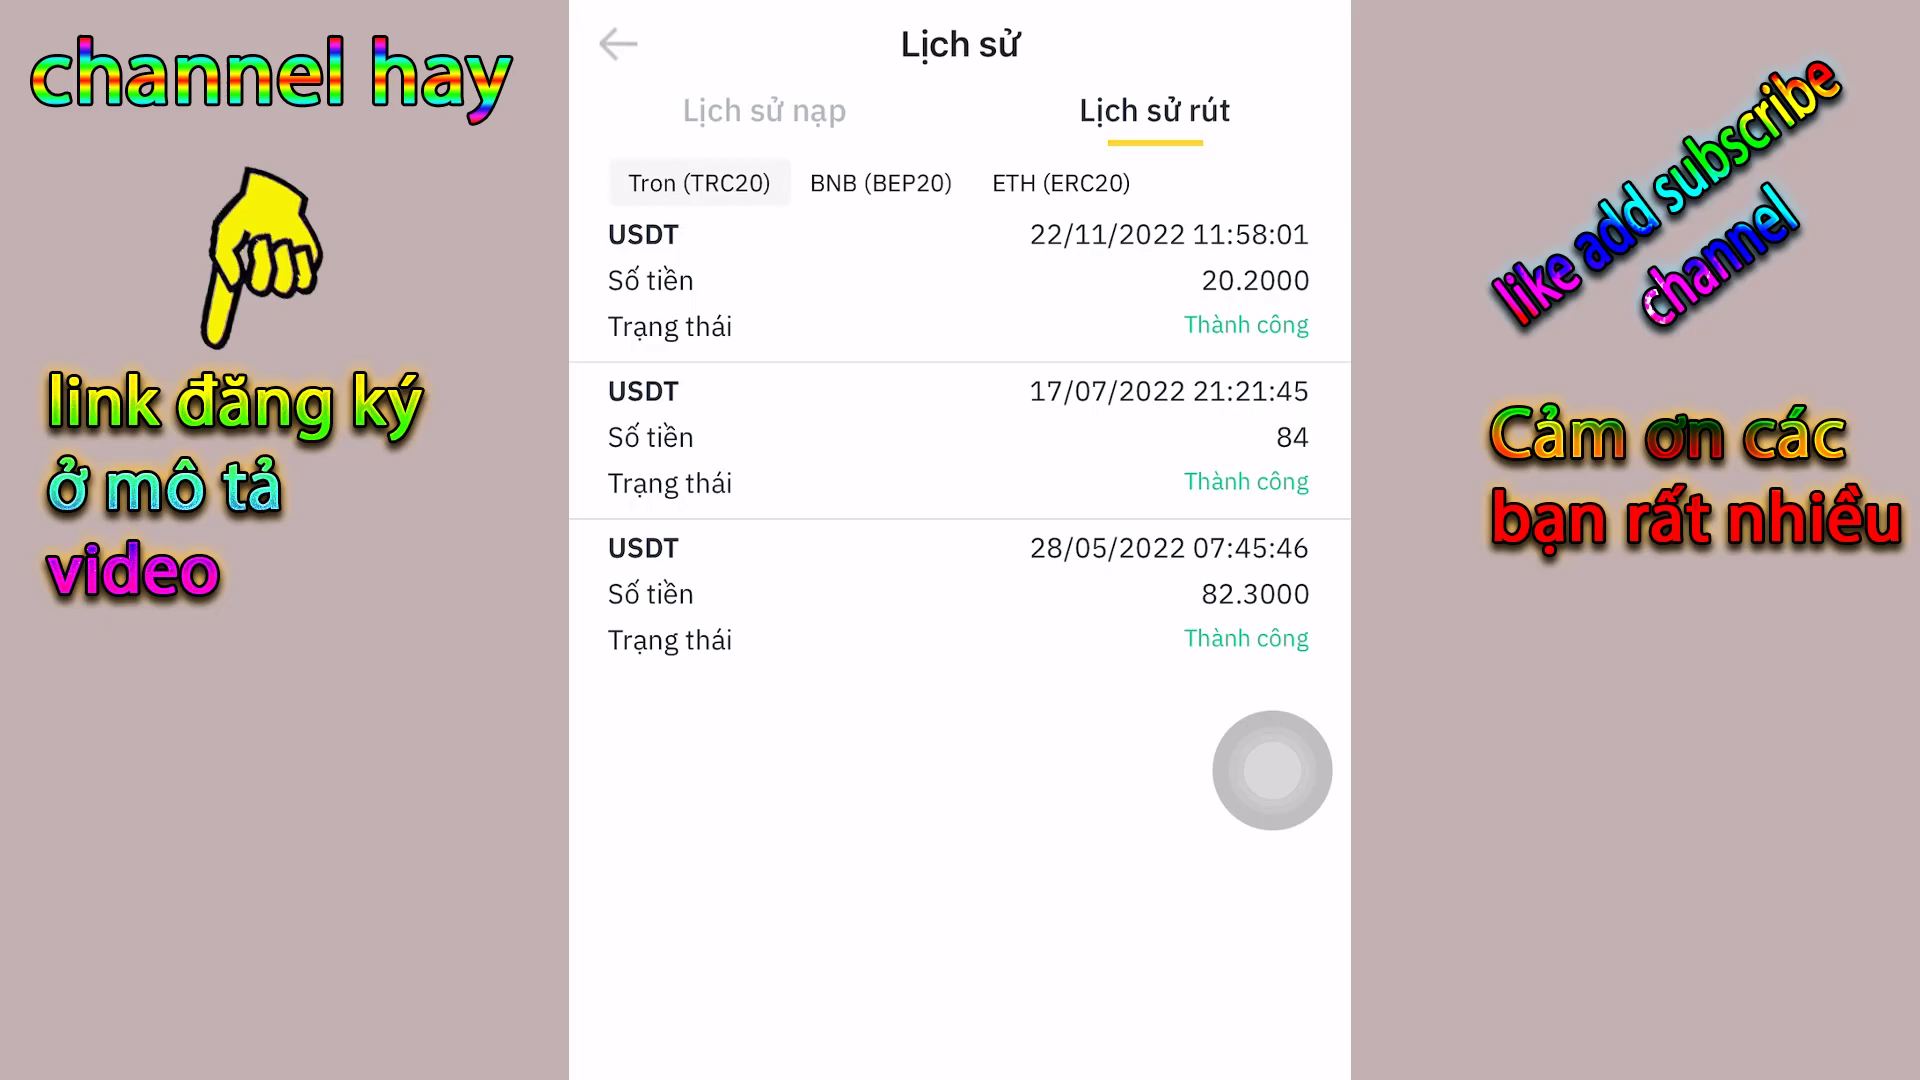 channel hay
link đăng ký
ở mô tả
video
Lịch sử
Lịch sử nạp
Lịch sử rút
Tron (TRC20)
BNB (BEP20)
ETH (ERC20)
USDT
22/11/2022 11:58:01
Số tiền
20.2000
Trạng thái
Thành công
USDT
17/07/2022 21:21:45
Số tiền
84
Trạng thái
Thành công
USDT
28/05/2022 07:45:46
Số tiền
82.3000
Trạng thái
Thành công
like add subscribe
channel
Cảm ơn các
bạn rất nhiều